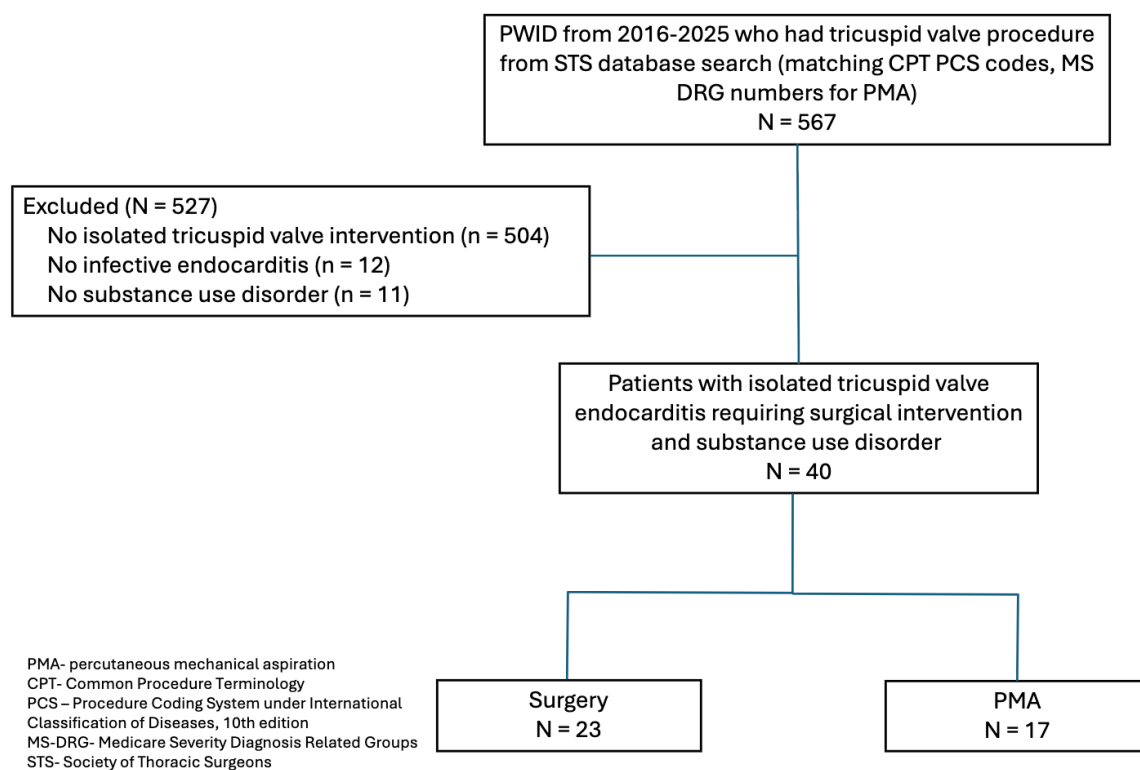 PWID from 2016-2025 who had tricuspid valve procedure
from STS database search (matching CPT PCS codes, MS
DRG numbers for PMA)
N = 567
Excluded (N = 527)
No isolated tricuspid valve intervention (n = 504)
No infective endocarditis (n = 12)
No substance use disorder (n = 11)
Patients with isolated tricuspid valve
endocarditis requiring surgical intervention
and substance use disorder
N = 40
Surgery
N = 23
PMA
N = 17
PMA- percutaneous mechanical aspiration
CPT- Common Procedure Terminology
PCS – Procedure Coding System under International
Classification of Diseases, 10th edition
MS-DRG- Medicare Severity Diagnosis Related Groups
STS- Society of Thoracic Surgeons